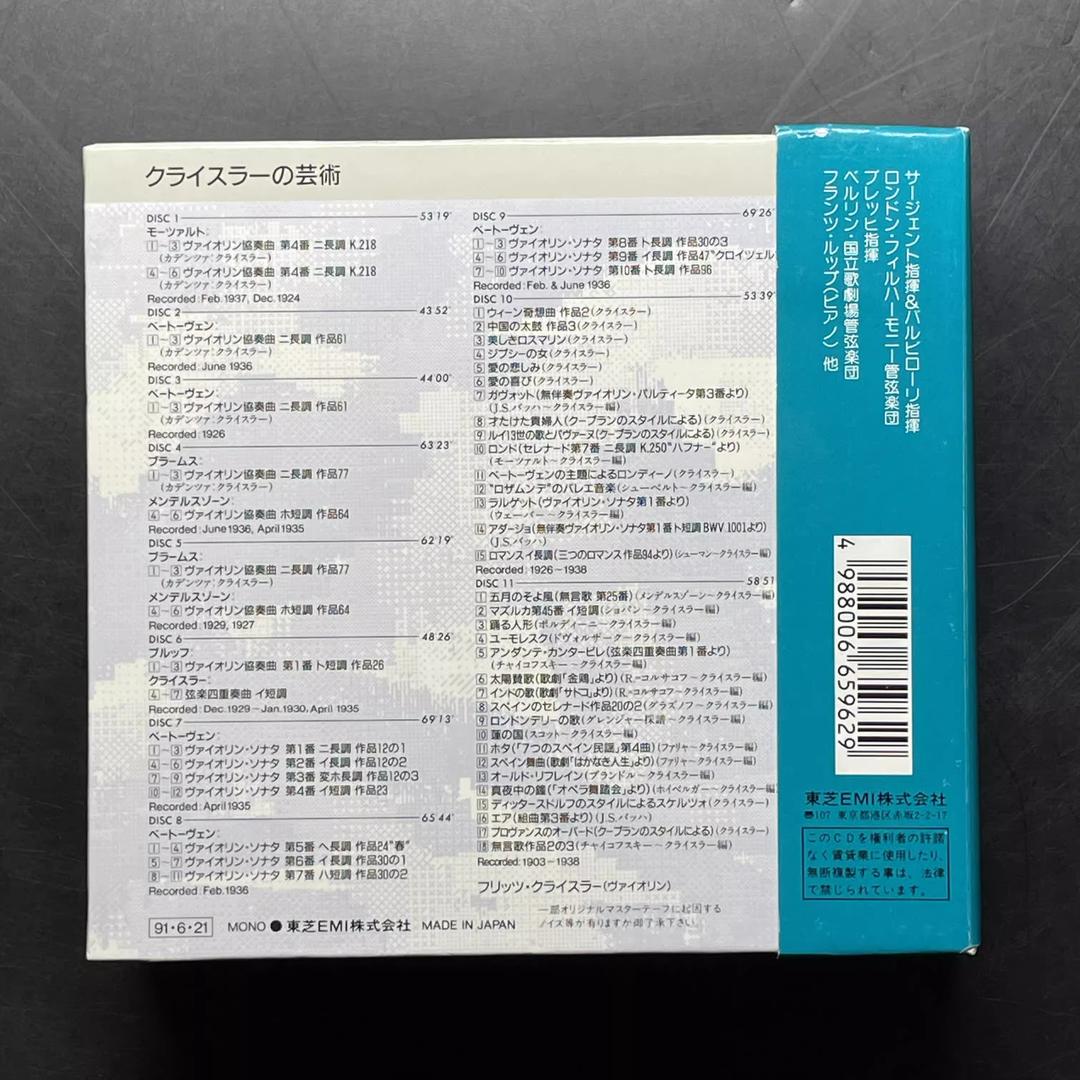 クライスラーの芸術
DISC 1 53'19"
モーツァルト:
1~3 ヴァイオリン協奏曲 第4番 ニ長調 K.218
(カデンツァ:クライスラー)
4~6 ヴァイオリン協奏曲 第4番 ニ長調 K.218
(カデンツァ:クライスラー)
Recorded: Feb. 1937, Dec. 1924
DISC 2 43'52"
ベートーヴェン:
1~3 ヴァイオリン協奏曲 ニ長調 作品61
(カデンツァ:クライスラー)
Recorded: June 1936
DISC 3 44'00"
ベートーヴェン:
1~3 ヴァイオリン協奏曲 ニ長調 作品61
(カデンツァ:クライスラー)
Recorded: 1926
DISC 4 63'23"
ブラームス:
1~3 ヴァイオリン協奏曲 ニ長調 作品77
(カデンツァ:クライスラー)
メンデルスゾーン:
4~6 ヴァイオリン協奏曲 ホ短調 作品64
Recorded: June 1936, April 1935
DISC 5 62'19"
ブラームス:
1~3 ヴァイオリン協奏曲 ニ長調 作品77
(カデンツァ:クライスラー)
メンデルスゾーン:
4~6 ヴァイオリン協奏曲 ホ短調 作品64
Recorded: 1929, 1927
DISC 6 48'26"
ブルッフ:
1~3 ヴァイオリン協奏曲 第1番 ト短調 作品26
クライスラー:
4~7 弦楽四重奏曲 イ短調
Recorded: Dec. 1929-Jan. 1930, April 1935
DISC 7 69'13"
ベートーヴェン:
1~3 ヴァイオリン・ソナタ 第1番 ニ長調 作品12の1
4~6 ヴァイオリン・ソナタ 第2番 イ長調 作品12の2
7~9 ヴァイオリン・ソナタ 第3番 変ホ長調 作品12の3
10~12 ヴァイオリン・ソナタ 第4番 イ短調 作品23
Recorded: April 1935
DISC 8 65'44"
ベートーヴェン:
1~4 ヴァイオリン・ソナタ 第5番 ヘ長調 作品24"春"
5~7 ヴァイオリン・ソナタ 第6番 イ長調 作品30の1
8~11 ヴァイオリン・ソナタ 第7番 ハ短調 作品30の2
Recorded: Feb. 1936
DISC 9 69'26"
ベートーヴェン:
1~3 ヴァイオリン・ソナタ 第8番 ト長調 作品30の3
4~6 ヴァイオリン・ソナタ 第9番 イ長調 作品47"クロイツェル
7~10 ヴァイオリン・ソナタ 第10番 ト長調 作品96
Recorded: Feb. & June 1936
DISC 10 53'39"
1 ウィーン奇想曲 作品2(クライスラー)
2 中国の太鼓 作品3(クライスラー)
3 美しきロスマリン(クライスラー)
4 ジプシーの女(クライスラー)
5 愛の悲しみ(クライスラー)
6 愛の喜び(クライスラー)
7 ガヴォット(無伴奏ヴァイオリン・パルティータ第3番より)
(J.S.バッハ~クライスラー編)
8 才たけた貴婦人(クープランのスタイルによる)(クライスラー)
9 ルイ13世の歌とパヴァーヌ(クープランのスタイルによる)(クライスラー)
10 ロンド(セレナード第7番 ニ長調 K.250"ハフナー"より)
(モーツァルト~クライスラー編)
11 ベートーヴェンの主題によるロンディーノ(クライスラー)
12 "ロザムンデ"のバレエ音楽(シューベルト~クライスラー編)
13 ラルゲット(ヴァイオリン・ソナタ第1番より)
(ウェーバー~クライスラー編)
14 アダージョ(無伴奏ヴァイオリン・ソナタ第1番ト短調 BWV.1001より)
(J.S.バッハ)
15 ロマンスイ長調(三つのロマンス作品94より)(シューマン~クライスラー編)
Recorded: 1926-1938
DISC 11 58'51
1 五月のそよ風(無言歌 第25番)(メンデルスゾーン~クライスラー編)
2 マズルカ第45番 イ短調(ショパン~クライスラー編)
3 踊る人形(ポルディーニ~クライスラー編)
4 ユーモレスク(ドヴォルザーク~クライスラー編)
5 アンダンテ・カンタービレ(弦楽四重奏曲第1番より)
(チャイコフスキー~クライスラー編)
6 太陽賛歌(歌劇「金鶏」より)(R.=コルサコフ~クライスラー編)
7 インドの歌(歌劇「サトコ」より)(R.=コルサコフ~クライスラー編)
8 スペインのセレナード作品20の2(グラズノフ~クライスラー編)
9 ロンドンデリーの歌(グレンジャー採譜~クライスラー編)
10 蓮の国(スコット~クライスラー編)
11 ホタ(「7つのスペイン民謡」第4曲)(ファリャ~クライスラー編)
12 スペイン舞曲(歌劇「はかなき人生」より)(ファリャ~クライスラー編)
13 オールド・リフレイン(ブランドル~クライスラー編)
14 真夜中の鐘(「オペラ舞踏会」より)(ホイベルガー~クライスラー編)
15 ディッタースドルフのスタイルによるスケルツォ(クライスラー)
16 エア(組曲第3番より)(J.S.バッハ)
17 プロヴァンスのオーバード(クープランのスタイルによる)(クライスラー)
18 無言歌作品2の3(チャイコフスキー~クライスラー編)
Recorded: 1903-1938
フリッツ・クライスラー(ヴァイオリン)
一部オリジナルマスターテープに起因する
ノイズ等が有りますが御了承下さい。
91・6・21 MONO ● 東芝EMI株式会社 MADE IN JAPAN
サージェント指揮&バルビローリ指揮
ロンドン・フィルハーモニー管弦楽団
ブレッヒ指揮
ベルリン・国立歌劇場管弦楽団
フランツ・ルップ(ピアノ) 他
4 988006 659629
東芝EMI株式会社
〒107 東京都港区赤坂2-2-17
このCDを権利者の許諾
なく賃貸業に使用したり、
無断複製する事は、法律
で禁じられています。